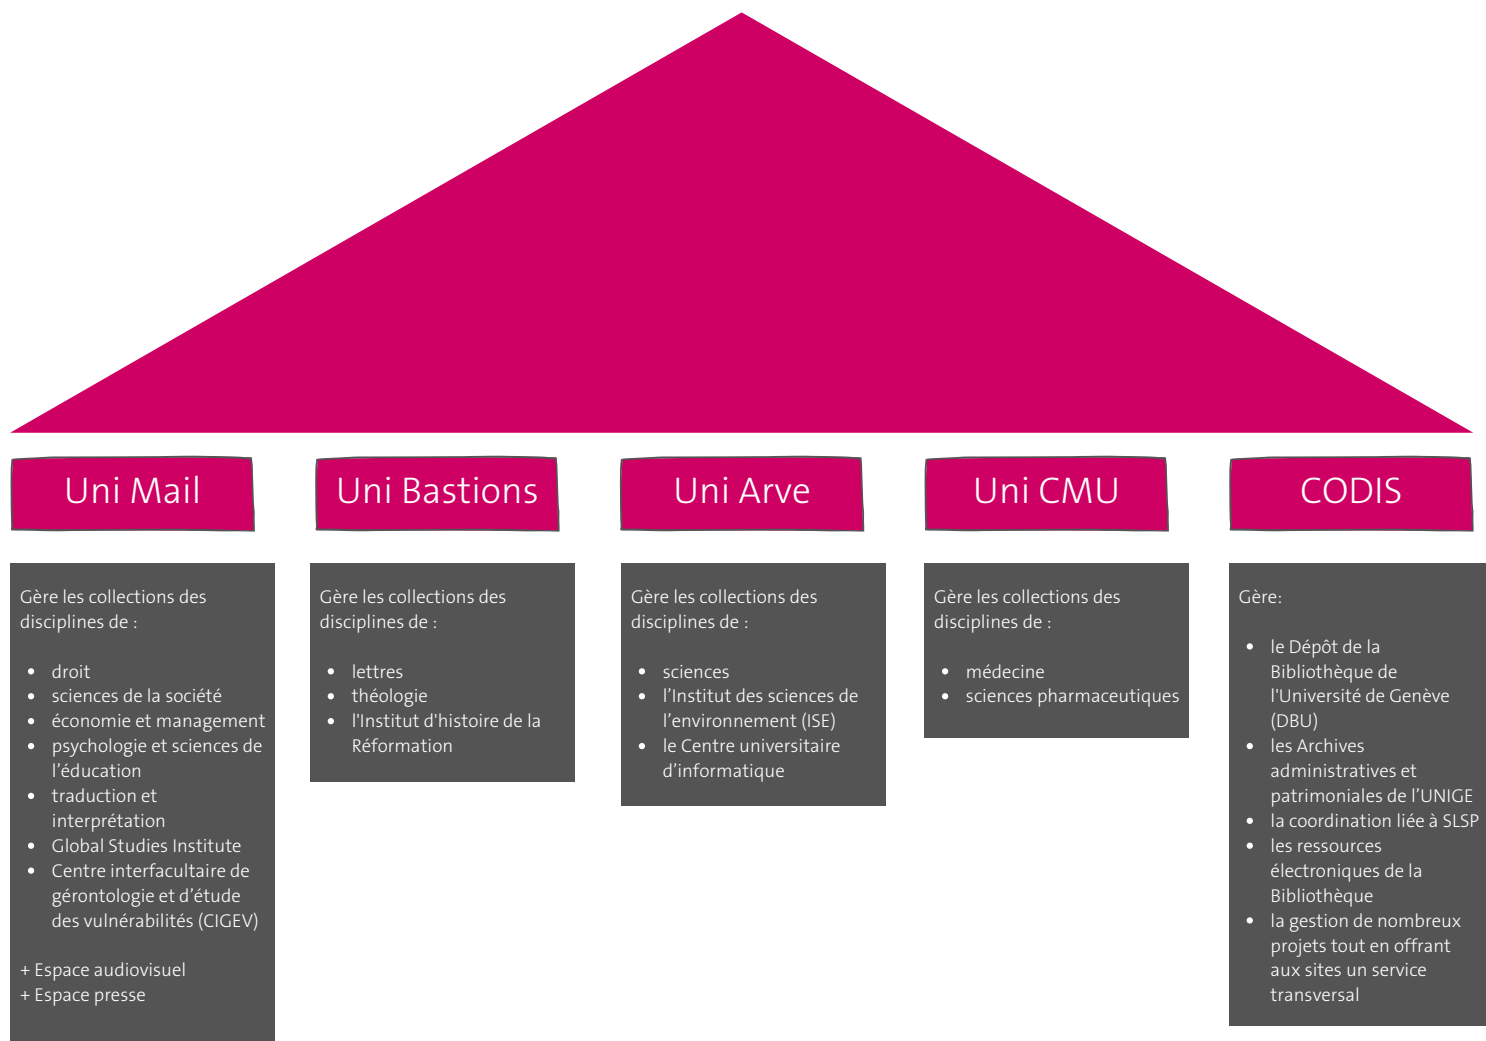 Uni Mail
Gère les collections des
disciplines de :
• droit
• sciences de la société
• économie et management
• psychologie et sciences de
l’éducation
• traduction et
interprétation
• Global Studies Institute
• Centre interfacultaire de
gérontologie et d’étude
des vulnérabilités (CIGEV)
+ Espace audiovisuel
+ Espace presse
Uni Bastions
Gère les collections des
disciplines de :
• lettres
• théologie
• l'Institut d'histoire de la
Réformation
Uni Arve
Gère les collections des
disciplines de :
• sciences
• l’Institut des sciences de
l’environnement (ISE)
• le Centre universitaire
d’informatique
Uni CMU
Gère les collections des
disciplines de :
• médecine
• sciences pharmaceutiques
CODIS
Gère:
• le Dépôt de la
Bibliothèque de
l'Université de Genève
(DBU)
• les Archives
administratives et
patrimoniales de l’UNIGE
• la coordination liée à SLSP
• les ressources
électroniques de la
Bibliothèque
• la gestion de nombreux
projets tout en offrant
aux sites un service
transversal